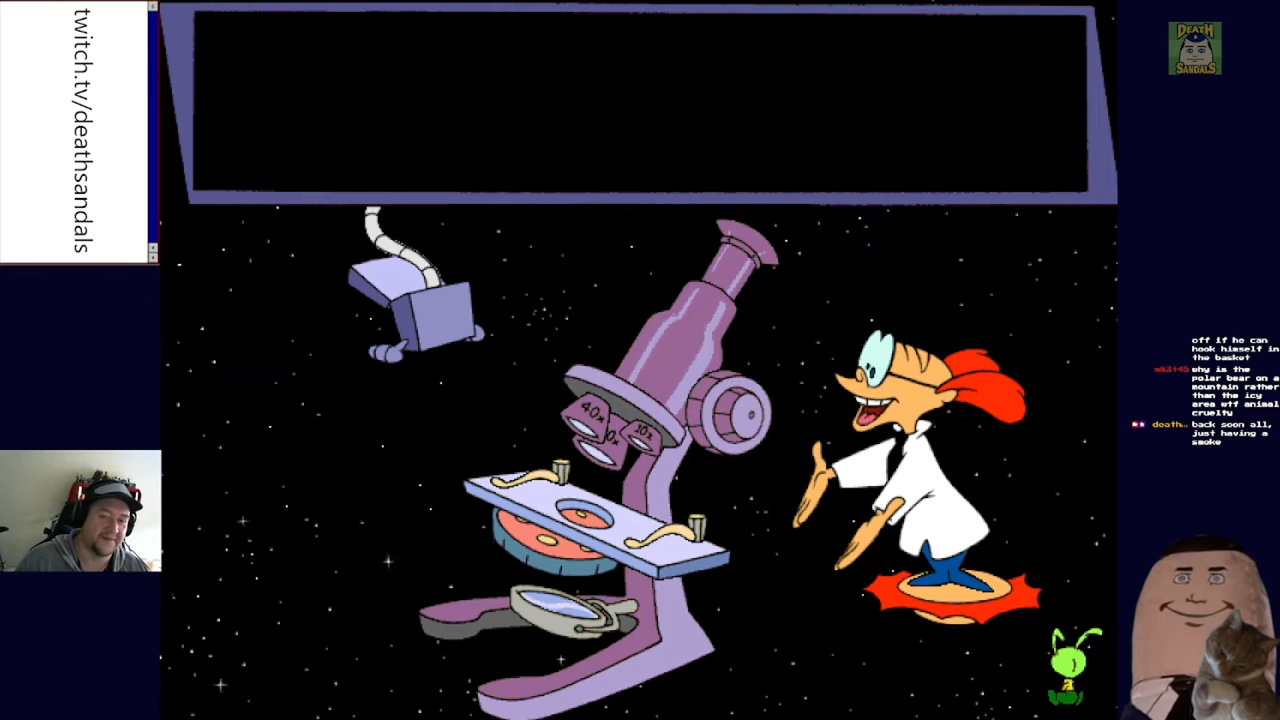 twitch.tv/deathsandals
DEATH
SANDALS
40x
10x
off if he can
hook himself in
the basket
why is the
polar bear on a
mountain rather
than the icy
area wtf animal
cruelty
death... back soon all,
just having a
smoke